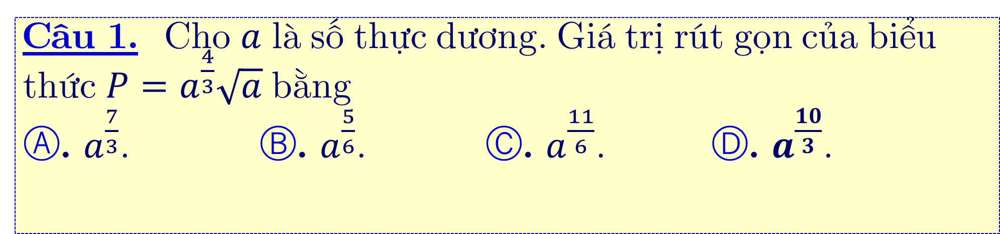 Câu 1. Cho a là số thực dương. Giá trị rút gọn của biểu
thức P = a^{\frac{4}{3}}\sqrt{a} bằng
Ⓐ. a^{\frac{7}{3}}. Ⓑ. a^{\frac{5}{6}}. Ⓒ. a^{\frac{11}{6}}. Ⓓ. a^{\frac{10}{3}}.